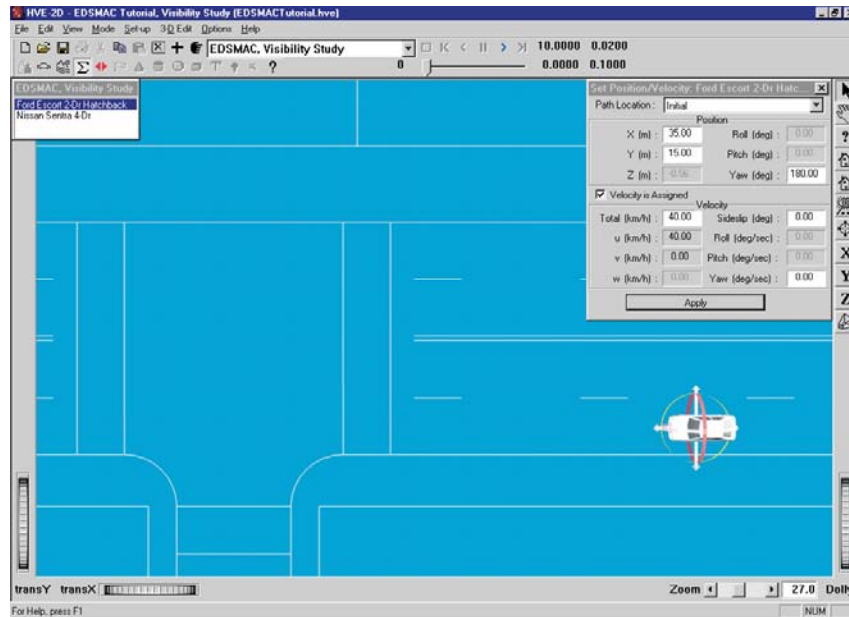 HVE-2D - EDSMAC Tutorial, Visibility Study [EDSMACTutorial.hve]
File Edit View Mode Set-up 3-D Edit Options Help
EDSMAC, Visibility Study 10.0000 0.0200
0 0.0000 0.1000
EDSMAC, Visibility Study
Ford Escort 2-Dr Hatchback
Nissan Sentra 4-Dr
Set Position/Velocity: Ford Escort 2-Dr Hatc...
Path Location: Initial
Position
X (m) : 35.00 Roll (deg) : 0.00
Y (m) : 15.00 Pitch (deg) : 0.00
Z (m) : Yaw (deg) : 180.00
Velocity is Assigned
Velocity
Total (km/h) : 40.00 Sideslip (deg) : 0.00
u (km/h) : 40.00 Roll (deg/sec) : 0.00
v (km/h) : 0.00 Pitch (deg/sec) : 0.00
w (km/h) : 0.00 Yaw (deg/sec) : 0.00
Apply
?
X
Y
Z
transY transX Zoom 27.0 Dolly
For Help, press F1 NUM